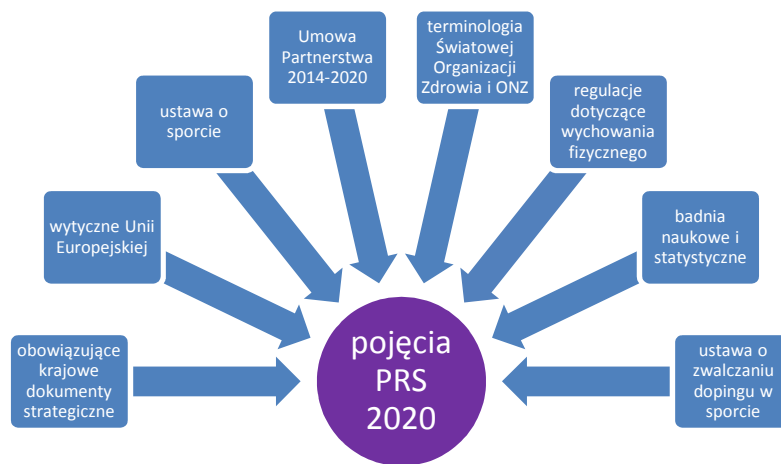 obowiązujące
krajowe
dokumenty
strategiczne
wytyczne Unii
Europejskiej
ustawa o
sporcie
Umowa
Partnerstwa
2014-2020
terminologia
Światowej
Organizacji
Zdrowia i ONZ
regulacje
dotyczące
wychowania
fizycznego
badnia
naukowe i
statystyczne
ustawa o
zwalczaniu
dopingu w
sporcie
pojęcia
PRS
2020